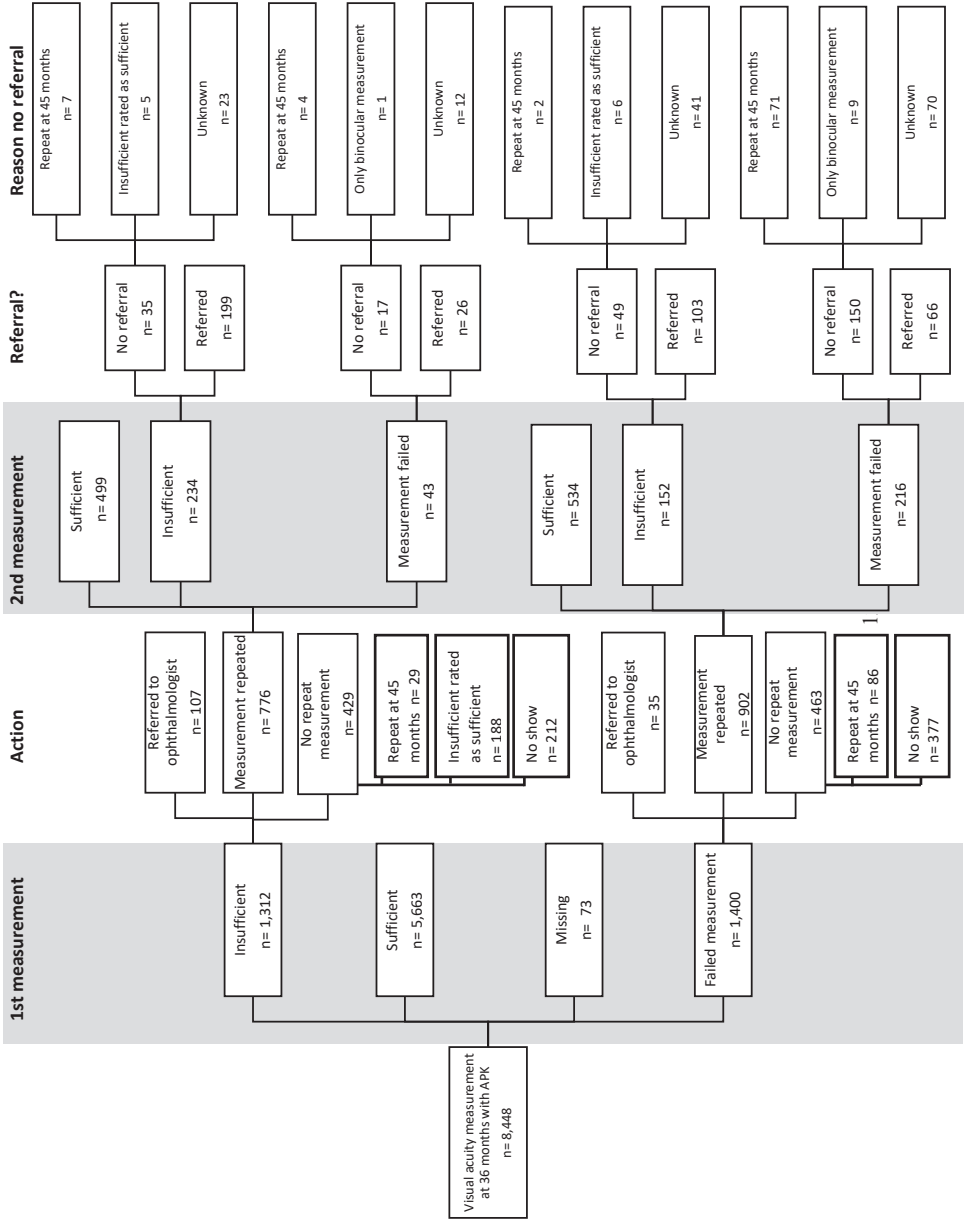 1st measurement
Action
2nd measurement
Referral?
Reason no referral
Visual acuity measurement
at 36 months with APK
n= 8,448
Insufficient
n= 1,312
Sufficient
n= 5,663
Missing
n= 73
Failed measurement
n= 1,400
Referred to
ophthalmologist
n= 107
Measurement repeated
n= 776
No repeat
measurement
n= 429
Repeat at 45
months n= 29
Insufficient rated
as sufficient
n= 188
No show
n= 212
Referred to
ophthalmologist
n= 35
Measurement
repeated
n= 902
No repeat
measurement
n= 463
Repeat at 45
months n= 86
No show
n= 377
1
Sufficient
n= 499
Insufficient
n= 234
Measurement failed
n= 43
Sufficient
n= 534
Insufficient
n= 152
Measurement failed
n= 216
No referral
n= 35
Referred
n= 199
No referral
n= 17
Referred
n= 26
No referral
n= 49
Referred
n= 103
No referral
n= 150
Referred
n= 66
Repeat at 45 months
n= 7
Insufficient rated as sufficient
n= 5
Unknown
n= 23
Repeat at 45 months
n= 4
Only binocular measurement
n= 1
Unknown
n= 12
Repeat at 45 months
n= 2
Insufficient rated as sufficient
n= 6
Unknown
n= 41
Repeat at 45 months
n= 71
Only binocular measurement
n= 9
Unknown
n= 70